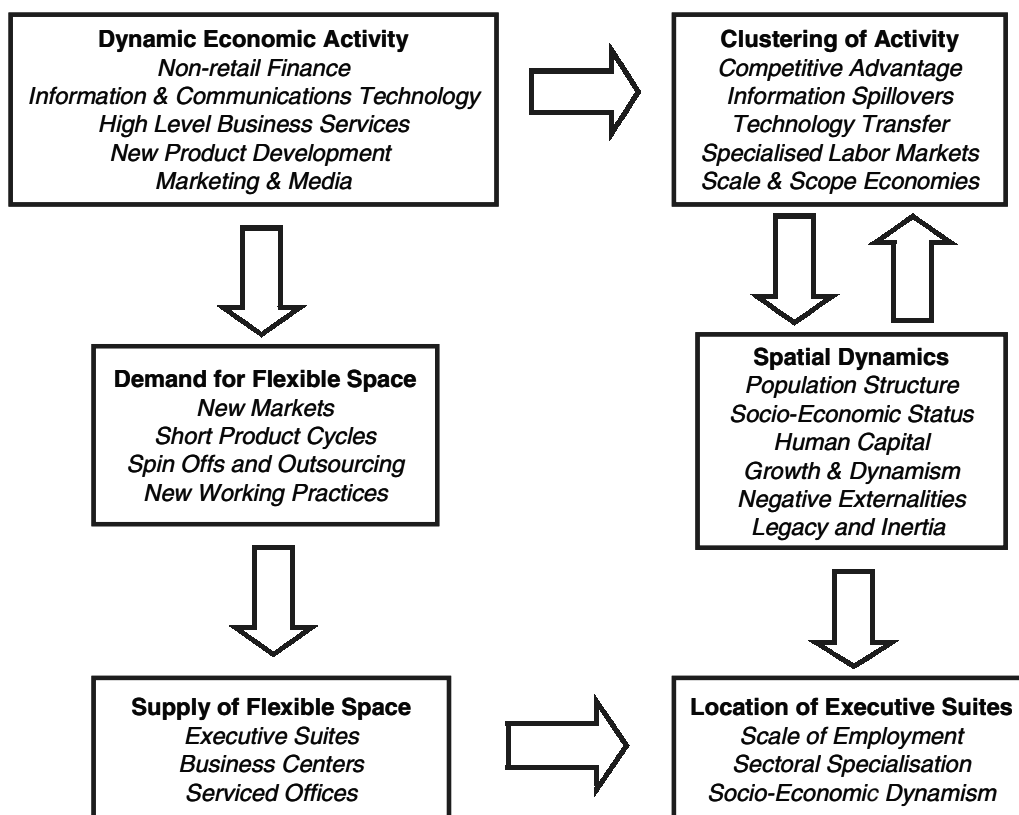 Dynamic Economic Activity
Non-retail Finance
Information & Communications Technology
High Level Business Services
New Product Development
Marketing & Media
Clustering of Activity
Competitive Advantage
Information Spillovers
Technology Transfer
Specialised Labor Markets
Scale & Scope Economies
Demand for Flexible Space
New Markets
Short Product Cycles
Spin Offs and Outsourcing
New Working Practices
Spatial Dynamics
Population Structure
Socio-Economic Status
Human Capital
Growth & Dynamism
Negative Externalities
Legacy and Inertia
Supply of Flexible Space
Executive Suites
Business Centers
Serviced Offices
Location of Executive Suites
Scale of Employment
Sectoral Specialisation
Socio-Economic Dynamism